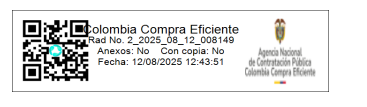 Colombia Compra Eficiente
Rad No. 2_2025_08_12_008149
Anexos: No Con copia: No
Fecha: 12/08/2025 12:43:51
Agencia Nacional
de Contratación Pública
Colombia Compra Eficiente